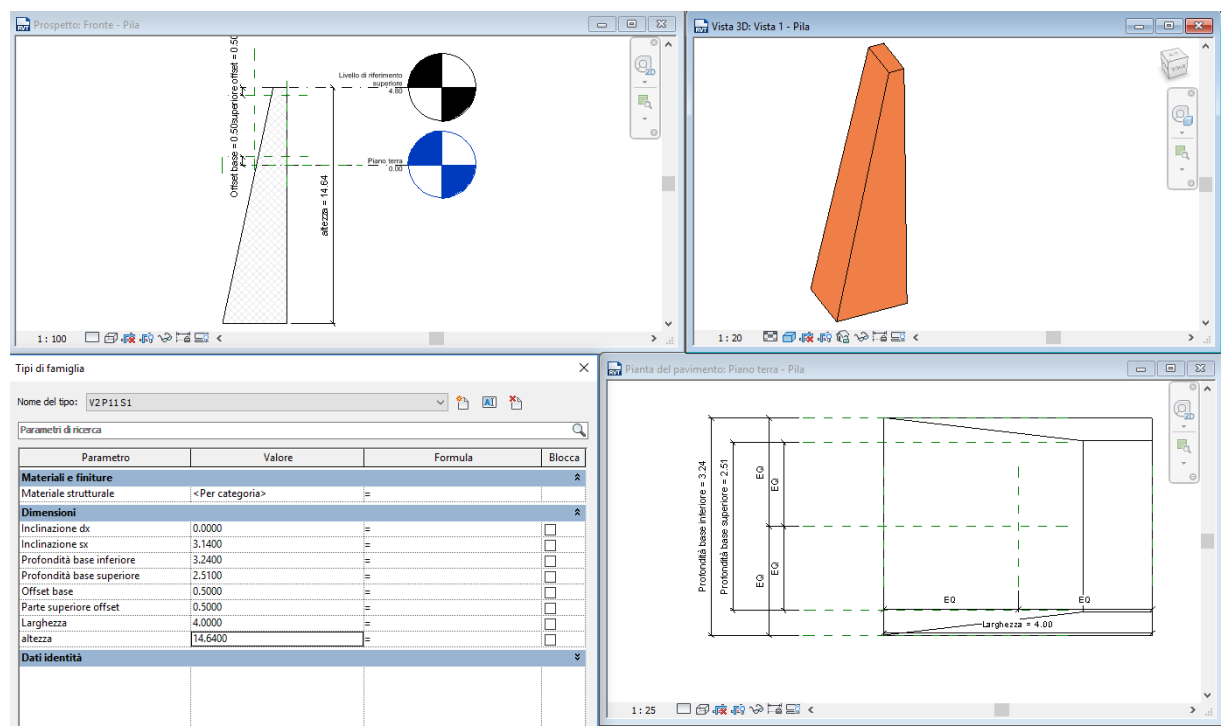 Prospetto: Fronte - Pila
Offset base = 0.50
superiore offset = 0.50
Livello di riferimento
superiore
4.80
Piano terra
0.00
altezza = 14.64
2D
1 : 100
Vista 3D: Vista 1 - Pila
1 : 20
Tipi di famiglia
Nome del tipo: V2P11S1
Parametri di ricerca
Parametro Valore Formula Blocca
Materiali e finiture
Materiale strutturale <Per categoria> =
Dimensioni
Inclinazione dx 0.0000 =
Inclinazione sx 3.1400 =
Profondità base inferiore 3.2400 =
Profondità base superiore 2.5100 =
Offset base 0.5000 =
Parte superiore offset 0.5000 =
Larghezza 4.0000 =
altezza 14.6400 =
Dati identità
Pianta del pavimento: Piano terra - Pila
Profondità base inferiore = 3.24
Profondità base superiore = 2.51
EQ
EQ
EQ
EQ
EQ
EQ
Larghezza = 4.00
2D
1 : 25